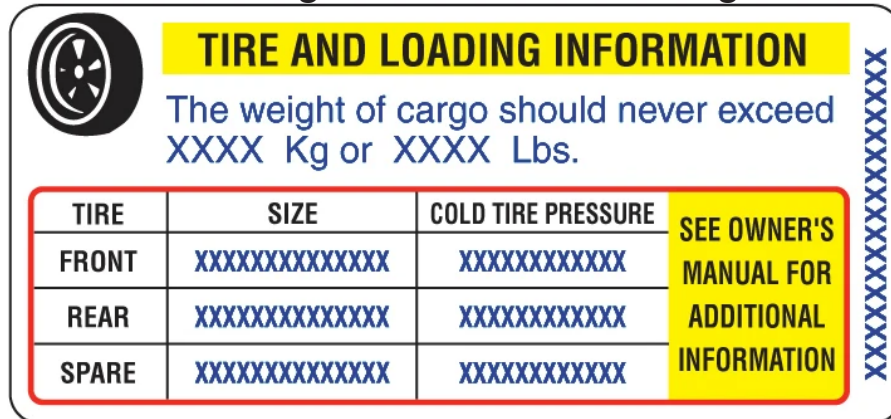 TIRE AND LOADING INFORMATION
The weight of cargo should never exceed
XXXX Kg or XXXX Lbs.
TIRE SIZE COLD TIRE PRESSURE
FRONT XXXXXXXXXXXXXX XXXXXXXXXXXX
REAR XXXXXXXXXXXXXX XXXXXXXXXXXX
SPARE XXXXXXXXXXXXXX XXXXXXXXXXXX
SEE OWNER'S
MANUAL FOR
ADDITIONAL
INFORMATION